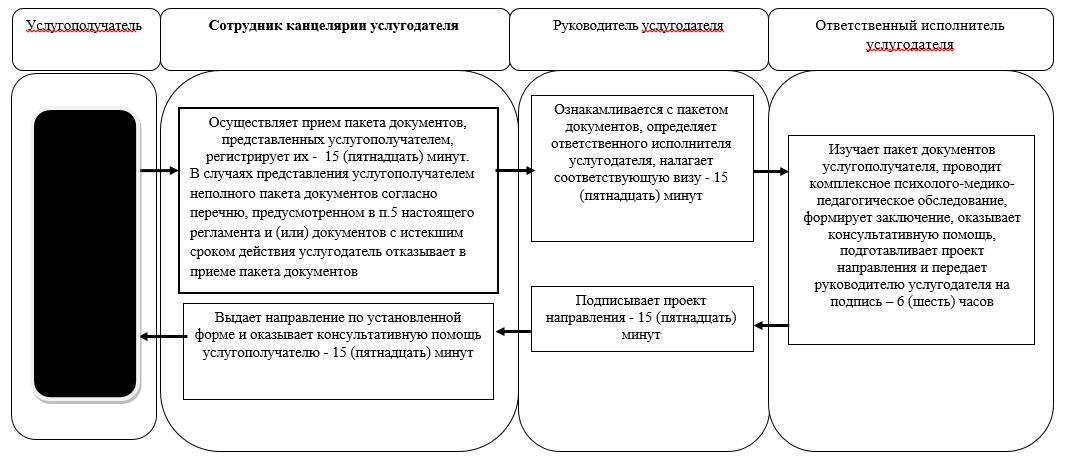 Услугополучатель
Сотрудник канцелярии услугодателя
Руководитель услугодателя
Ответственный исполнитель
услугодателя
Осуществляет прием пакета документов,
представленных услугополучателем,
регистрирует их - 15 (пятнадцать) минут.
В случаях представления услугополучателем
неполного пакета документов согласно
перечню, предусмотренном в п.5 настоящего
регламента и (или) документов с истекшим
сроком действия услугодатель отказывает в
приеме пакета документов
Ознакамливается с пакетом
документов, определяет
ответственного исполнителя
услугодателя, налагает
соответствующую визу - 15
(пятнадцать) минут
Изучает пакет документов
услугополучателя, проводит
комплексное психолого-медико-
педагогическое обследование,
формирует заключение, оказывает
консультативную помощь,
подготавливает проект
направления и передает
руководителю услугодателя на
подпись – 6 (шесть) часов
Подписывает проект
направления - 15 (пятнадцать)
минут
Выдает направление по установленной
форме и оказывает консультативную помощь
услугополучателю - 15 (пятнадцать) минут